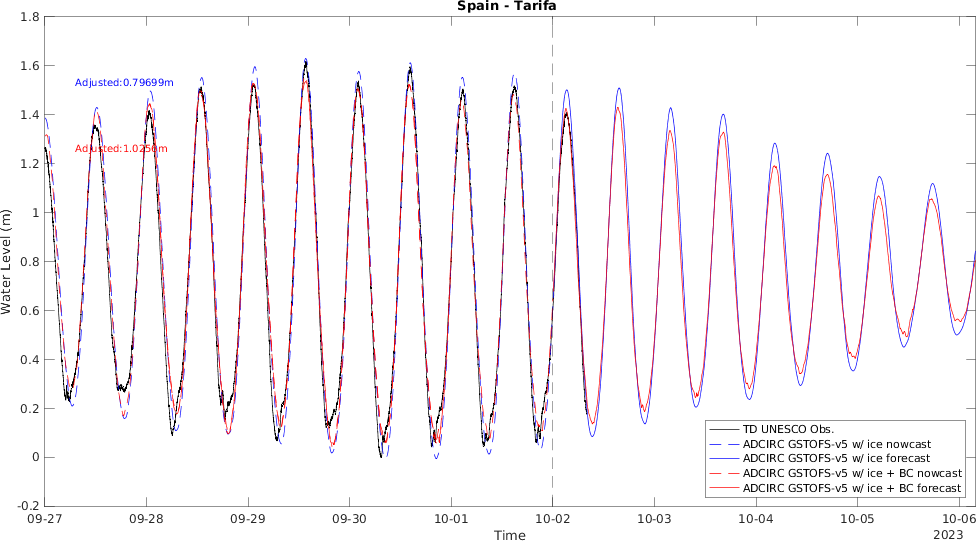 Spain - Tarifa
Water Level (m)
1.8
1.6
1.4
1.2
1
0.8
0.6
0.4
0.2
0
-0.2
Adjusted:0.79699m
TD UNESCO Obs.
ADCIRC GSTOFS-v5 w/ ice nowcast
ADCIRC GSTOFS-v5 w/ ice forecast
ADCIRC GSTOFS-v5 w/ ice + BC nowcast
ADCIRC GSTOFS-v5 w/ ice + BC forecast
09-27 09-28 09-29 09-30 10-01 10-02 10-03 10-04 10-05 10-06
Time
2023